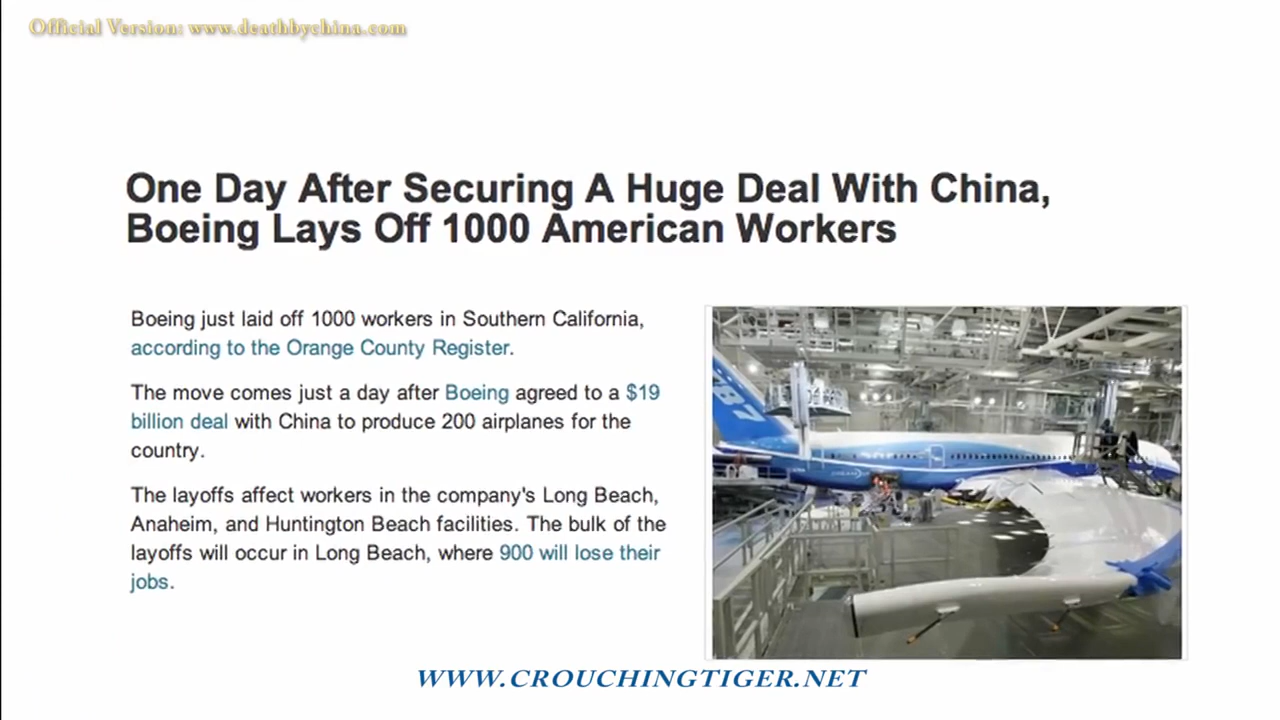 Official Version: www.deathbychina.com
One Day After Securing A Huge Deal With China,
Boeing Lays Off 1000 American Workers
Boeing just laid off 1000 workers in Southern California,
according to the Orange County Register.
The move comes just a day after Boeing agreed to a $19
billion deal with China to produce 200 airplanes for the
country.
The layoffs affect workers in the company's Long Beach,
Anaheim, and Huntington Beach facilities. The bulk of the
layoffs will occur in Long Beach, where 900 will lose their
jobs.
787
WWW.CROUCHINGTIGER.NET